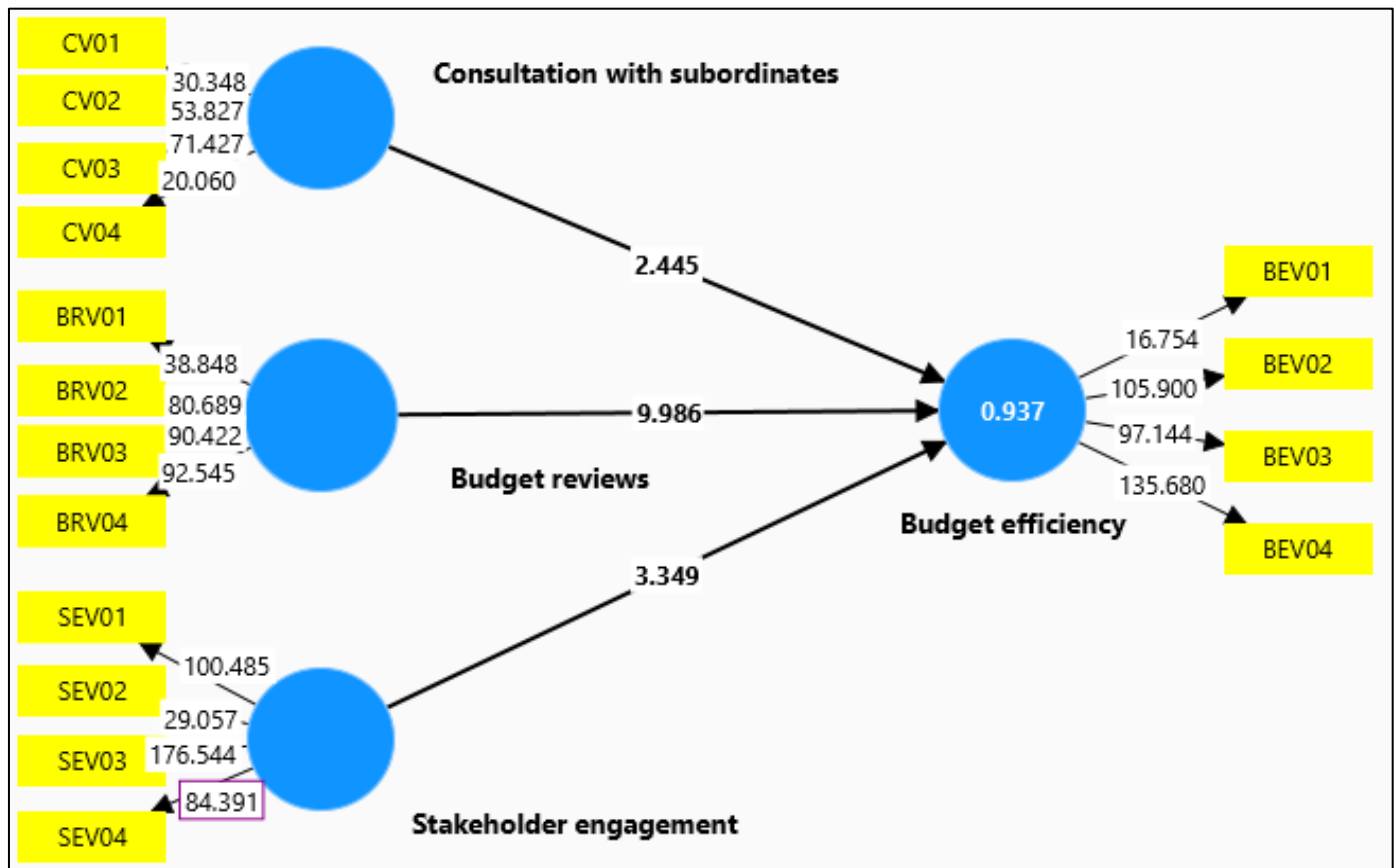 CV01
30.348
CV02
53.827
71.427
CV03
20.060
CV04
Consultation with subordinates
2.445
BRV01
38.848
BRV02
80.689
BRV03
90.422
92.545
BRV04
Budget reviews
9.986
SEV01
100.485
SEV02
29.057
SEV03
176.544
84.391
SEV04
Stakeholder engagement
3.349
0.937
Budget efficiency
BEV01
16.754
BEV02
105.900
BEV03
97.144
135.680
BEV04